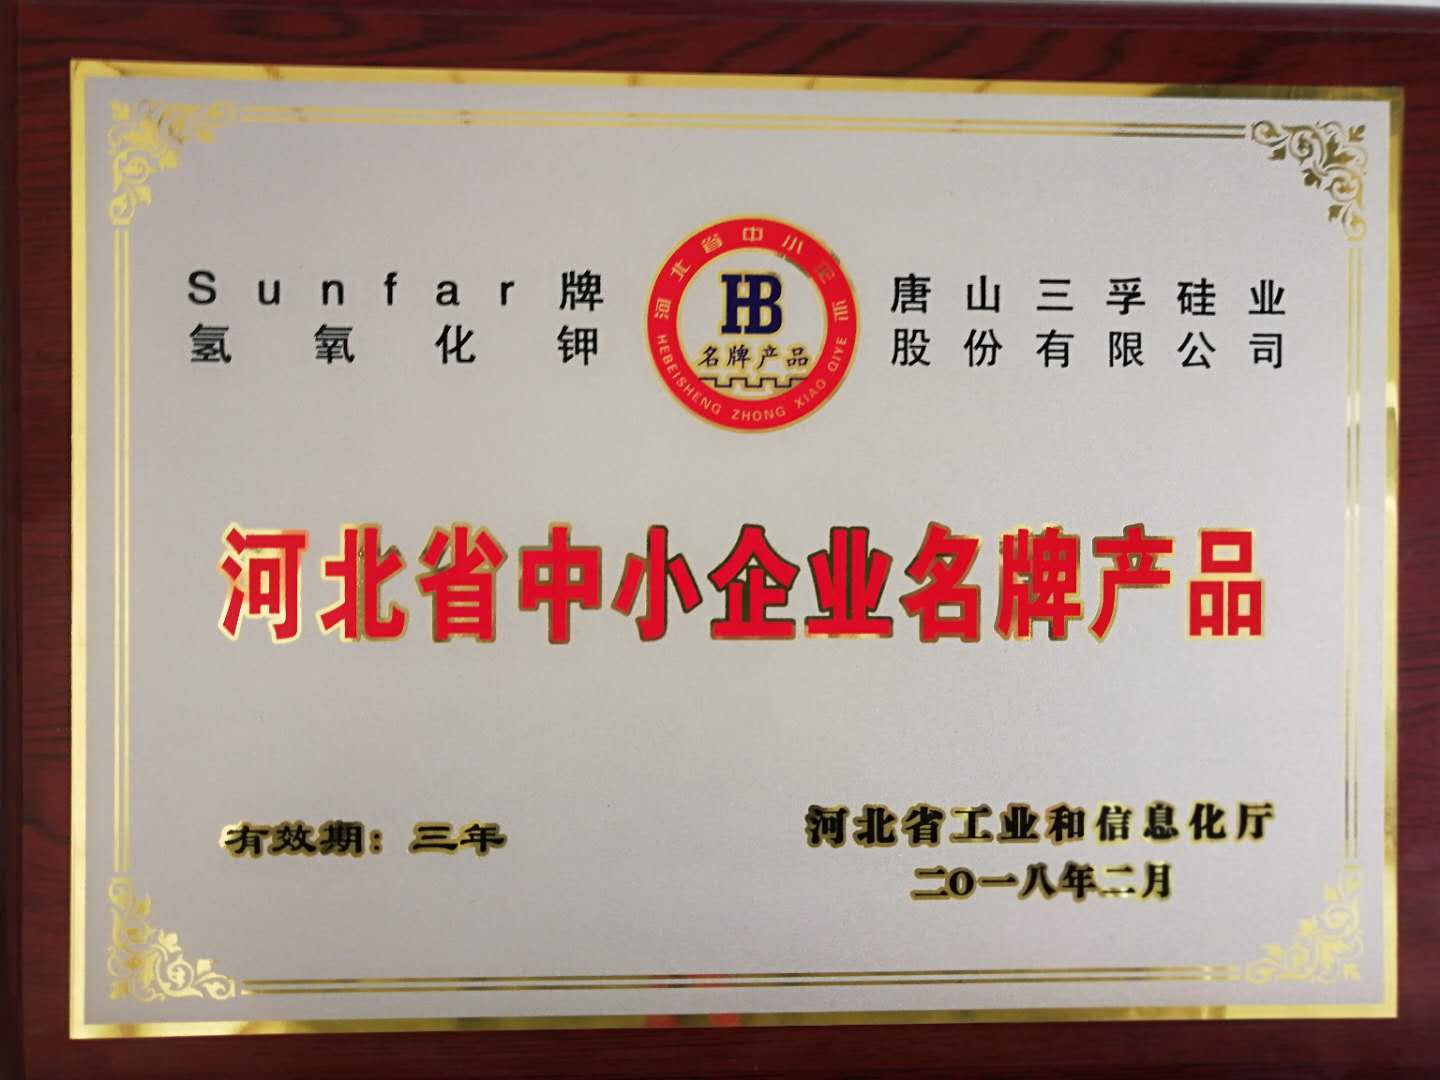 Sunfar牌
氢氧化钾
河北省中小企业
HB
名牌产品
HEBEISHENG ZHONG XIAO QIYE
唐山三孚硅业
股份有限公司
河北省中小企业名牌产品
有效期：三年
河北省工业和信息化厅
二O一八年二月